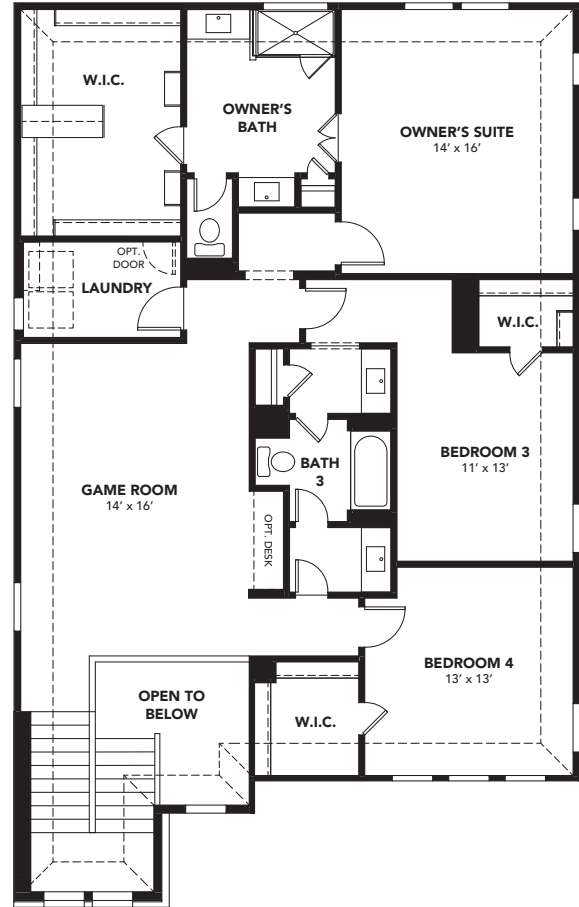 W.I.C.
OWNER'S
BATH
OWNER'S SUITE
14' x 16'
OPT.
DOOR
LAUNDRY
W.I.C.
BEDROOM 3
11' x 13'
BATH
3
GAME ROOM
14' x 16'
OPT. DESK
BEDROOM 4
13' x 13'
OPEN TO
BELOW
W.I.C.